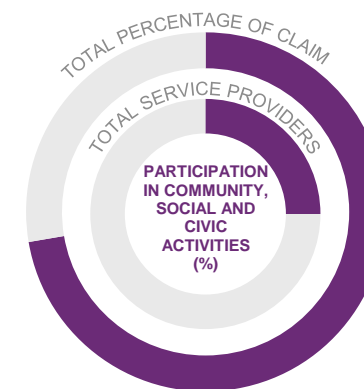 TOTAL PERCENTAGE OF CLAIM
TOTAL SERVICE PROVIDERS
PARTICIPATION
IN COMMUNITY,
SOCIAL AND
CIVIC
ACTIVITIES
(%)